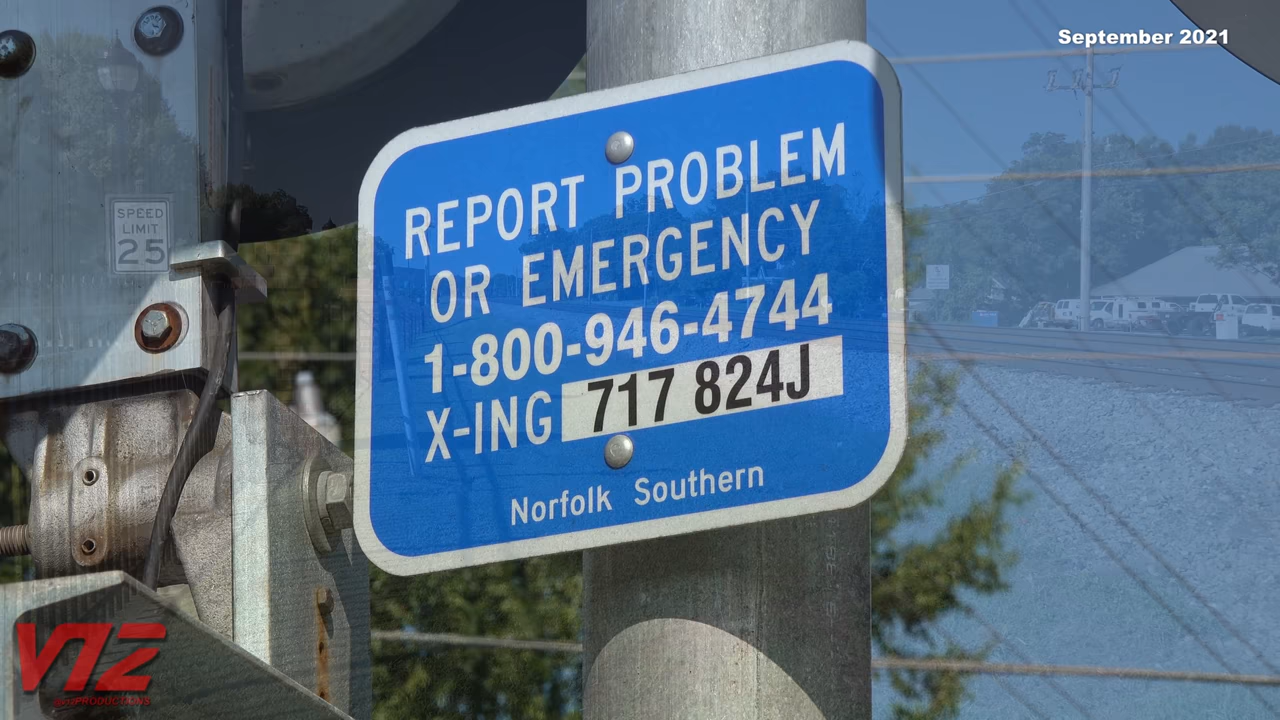 September 2021
SPEED
LIMIT
25
REPORT PROBLEM
OR EMERGENCY
1-800-946-4744
X-ING 717 824J
Norfolk Southern
V12